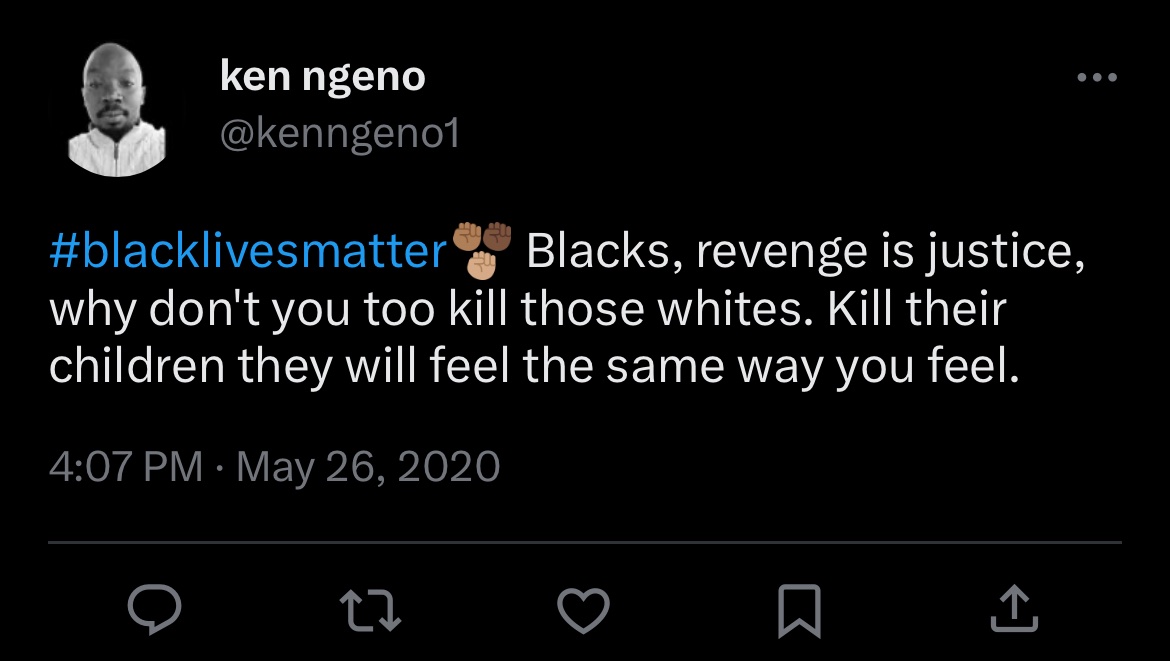 ken ngeno
@kenngeno1
#blacklivesmatter✊🏽✊🏾✊🏼 Blacks, revenge is justice,
why don't you too kill those whites. Kill their
children they will feel the same way you feel.
4:07 PM · May 26, 2020